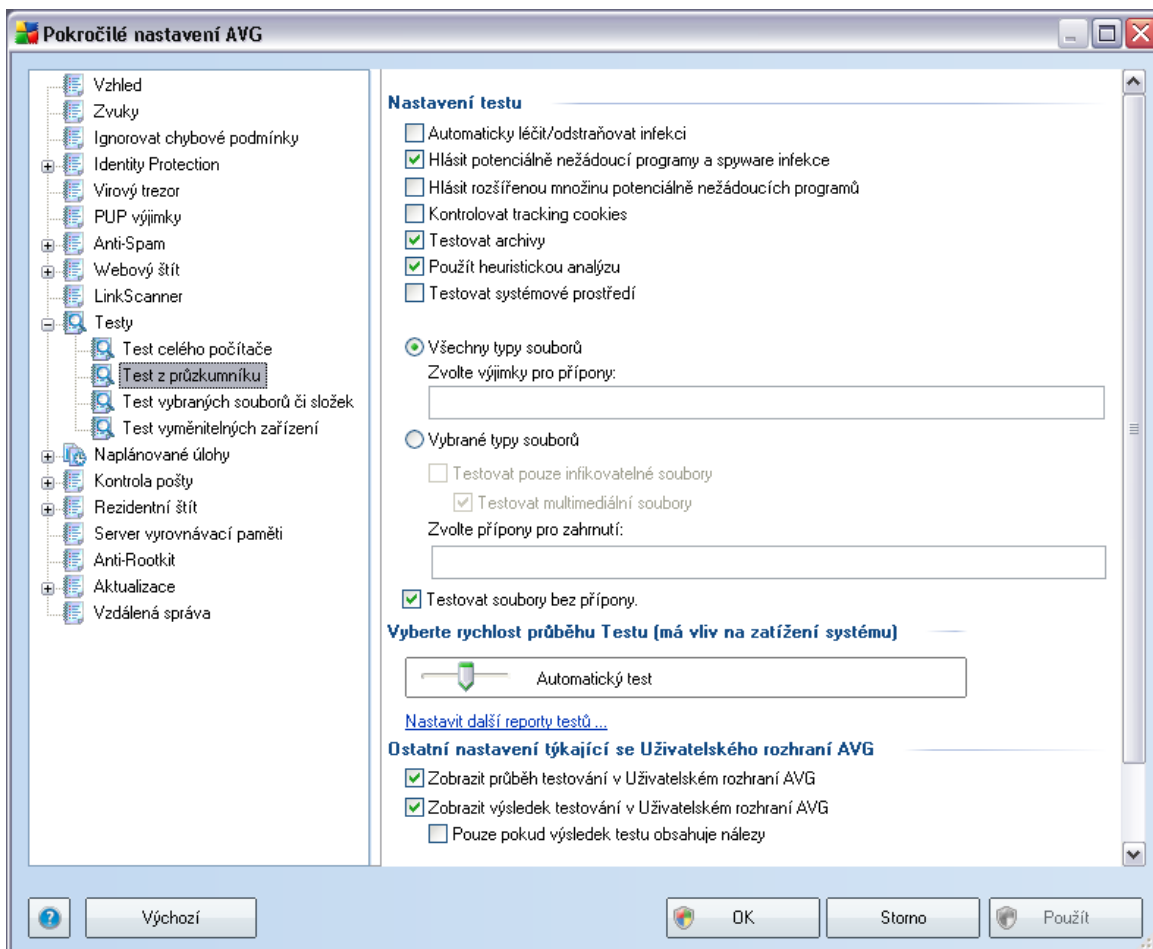 Pokročilé nastavení AVG
Vzhled
Zvuky
Ignorovat chybové podmínky
Identity Protection
Virový trezor
PUP výjimky
Anti-Spam
Webový štít
LinkScanner
Testy
Test celého počítače
Test z průzkumníku
Test vybraných souborů či složek
Test vyměnitelných zařízení
Naplánované úlohy
Kontrola pošty
Rezidentní štít
Server vyrovnávací paměti
Anti-Rootkit
Aktualizace
Vzdálená správa
Nastavení testu
Automaticky léčit/odstraňovat infekci
Hlásit potenciálně nežádoucí programy a spyware infekce
Hlásit rozšířenou množinu potenciálně nežádoucích programů
Kontrolovat tracking cookies
Testovat archivy
Použít heuristickou analýzu
Testovat systémové prostředí
Všechny typy souborů
Zvolte výjimky pro přípony:
Vybrané typy souborů
Testovat pouze infikovatelné soubory
Testovat multimediální soubory
Zvolte přípony pro zahrnutí:
Testovat soubory bez přípony.
Vyberte rychlost průběhu Testu (má vliv na zatížení systému)
Automatický test
Nastavit další reporty testů ...
Ostatní nastavení týkající se Uživatelského rozhraní AVG
Zobrazit průběh testování v Uživatelském rozhraní AVG
Zobrazit výsledek testování v Uživatelském rozhraní AVG
Pouze pokud výsledek testu obsahuje nálezy
Výchozí
OK
Storno
Použít